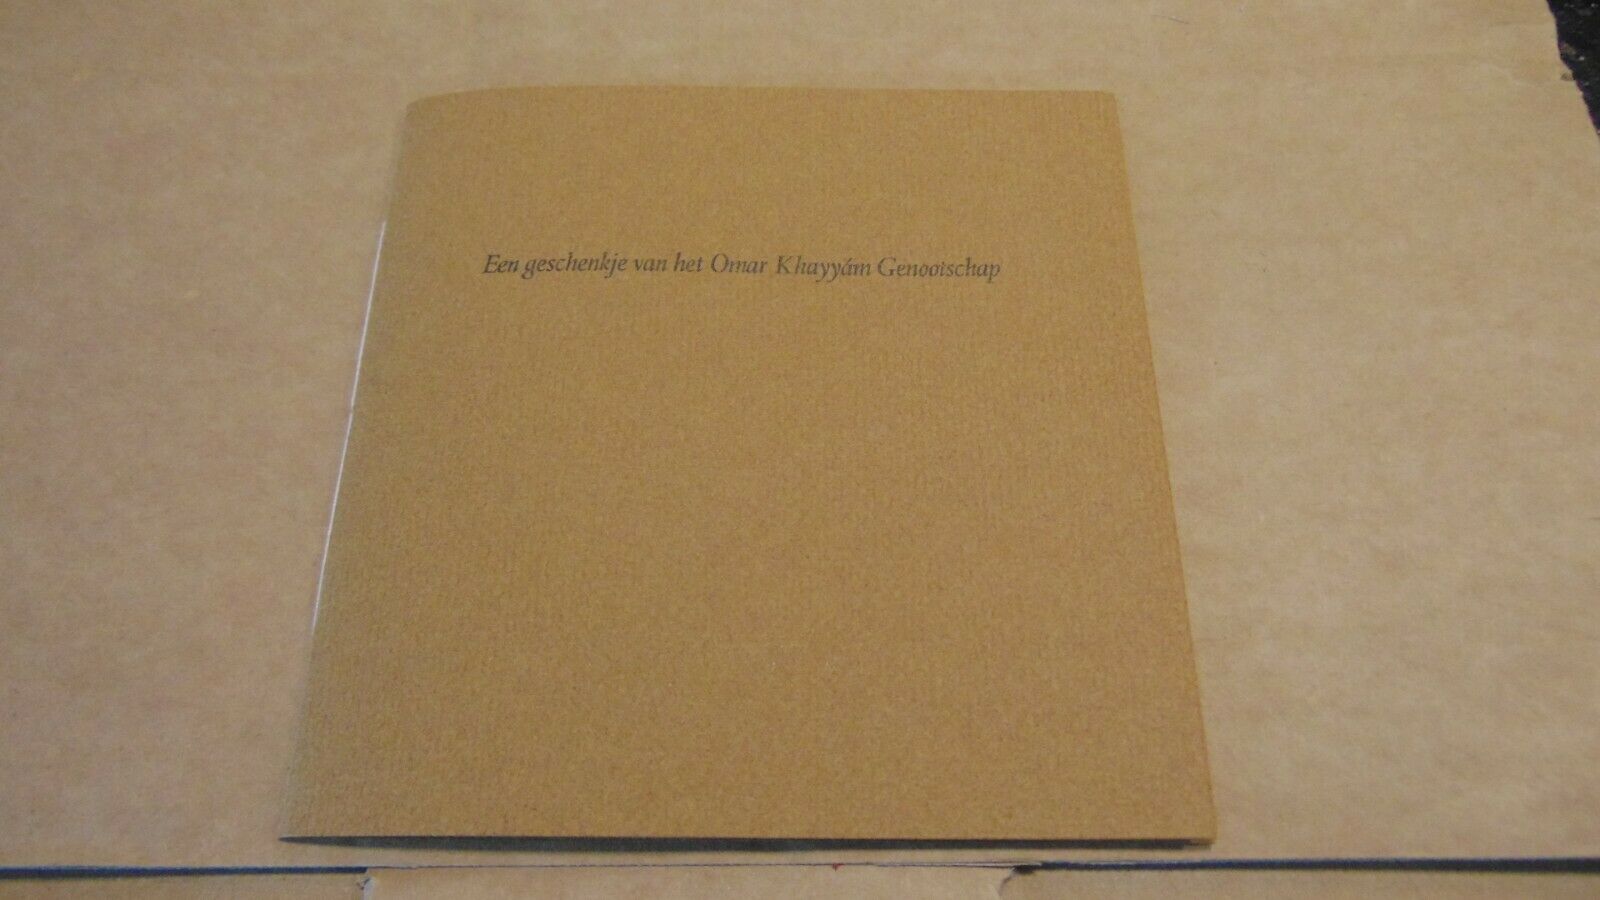 Een geschenkje van het Omar Khayyám Genootschap